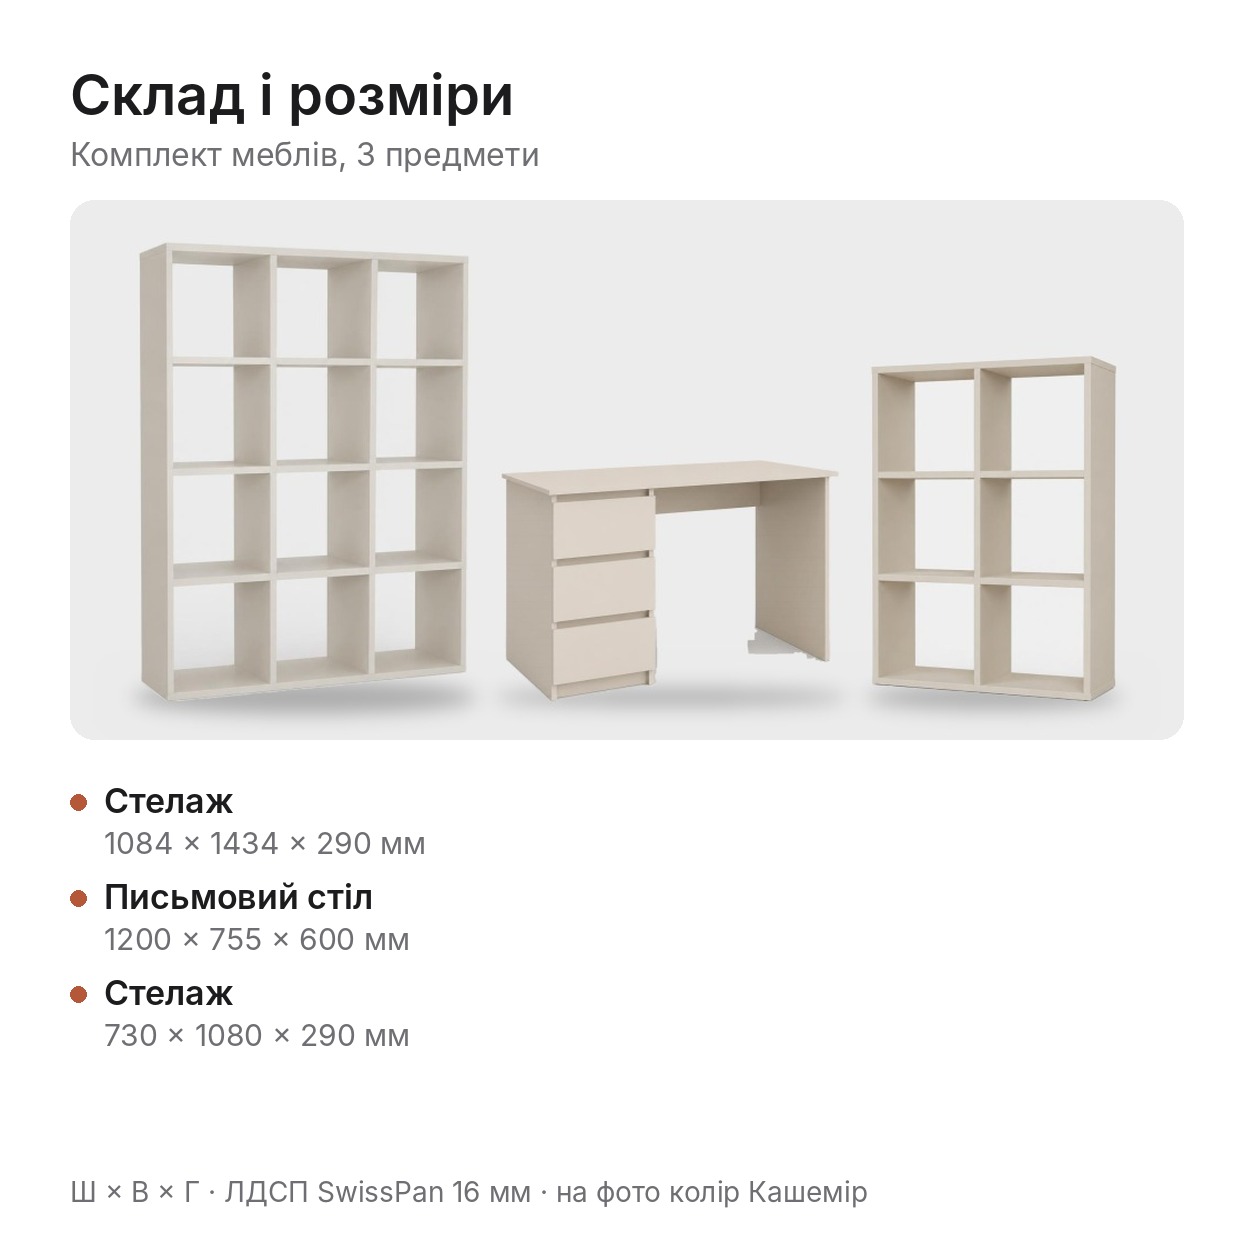 Склад і розміри
Комплект меблів, 3 предмети
Стелаж
1084 × 1434 × 290 мм
Письмовий стіл
1200 × 755 × 600 мм
Стелаж
730 × 1080 × 290 мм
Ш × В × Г · ЛДСП SwissPan 16 мм · на фото колір Кашемір